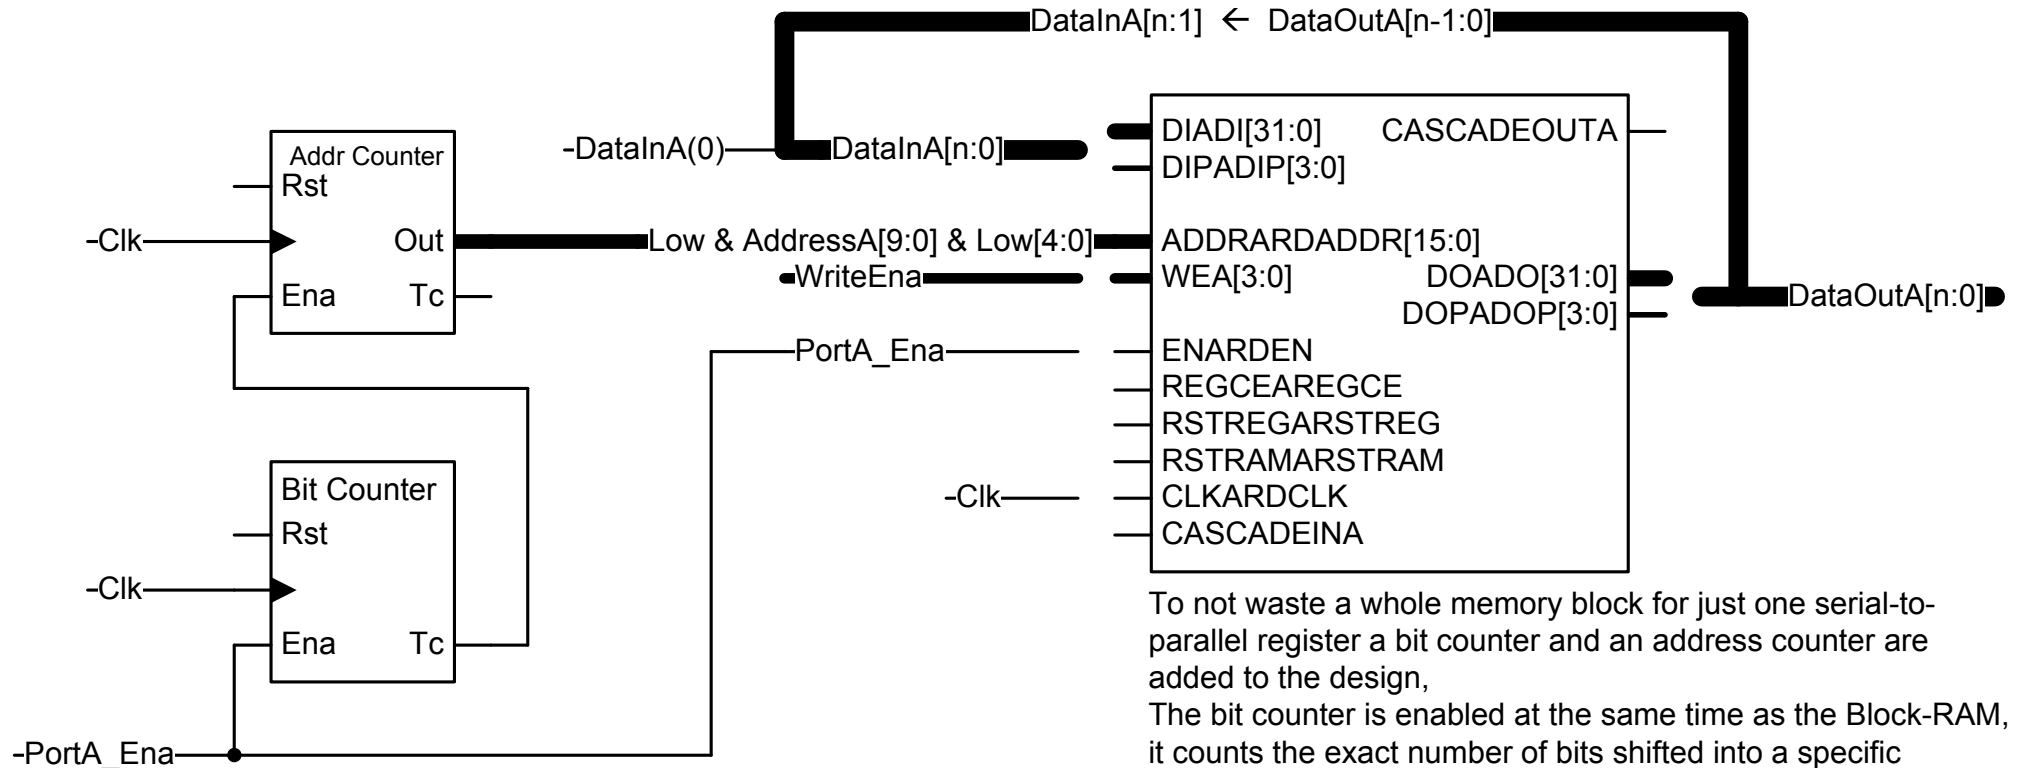 DataInA[n:1] ← DataOutA[n-1:0]
Addr Counter
Rst
-Clk
Out
Ena
Tc
-DataInA(0)
DataInA[n:0]
Low & AddressA[9:0] & Low[4:0]
WriteEna
PortA_Ena
-Clk
DIADI[31:0]
CASCADEOUTA
DIPADIP[3:0]
ADDRARDADDR[15:0]
WEA[3:0]
DOADO[31:0]
DOPADOP[3:0]
ENARDEN
REGCEAREGCE
RSTREGARSTREG
RSTRAMARSTRAM
CLKARDCLK
CASCADEINA
DataOutA[n:0]
Bit Counter
Rst
-Clk
Ena
Tc
-PortA_Ena
To not waste a whole memory block for just one serial-to-
parallel register a bit counter and an address counter are
added to the design,
The bit counter is enabled at the same time as the Block-RAM,
it counts the exact number of bits shifted into a specific